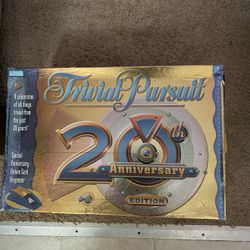 A celebration
of all things
trivial from
the past
20 years!
Trivial Pursuit
20th
Anniversary
EDITION
Special
Anniversary
Deluxe Card
Dispenser